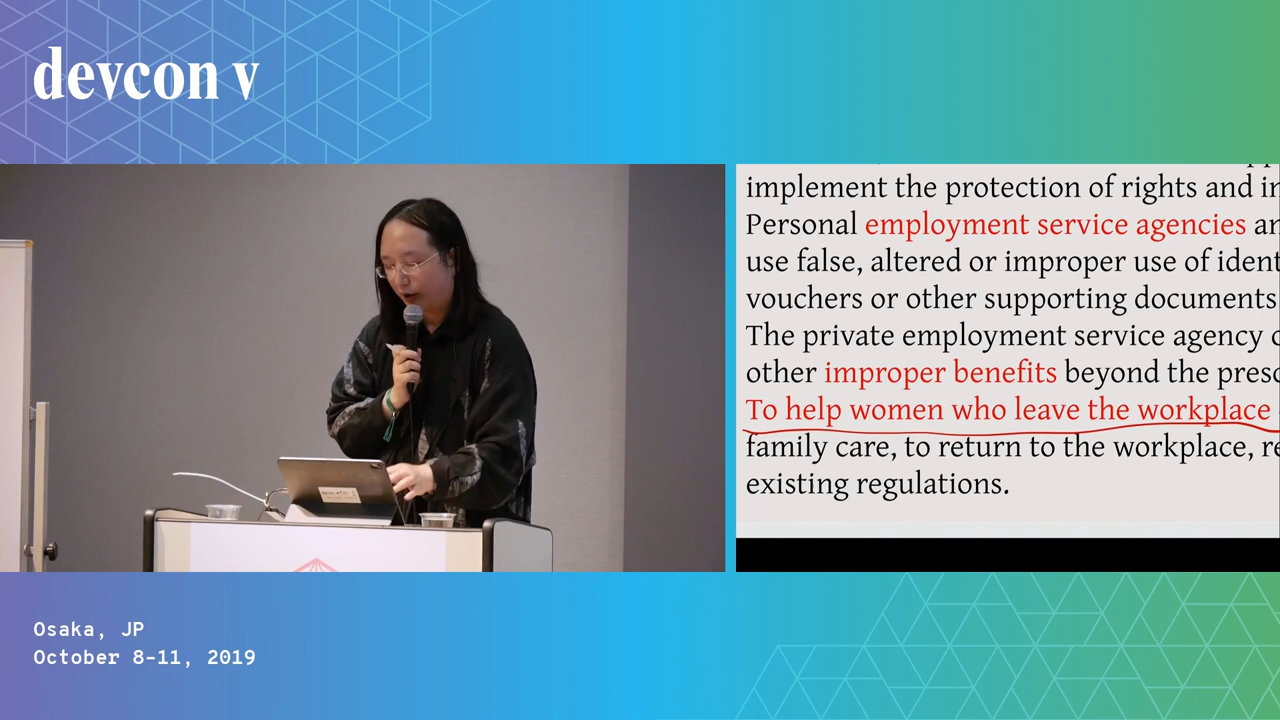 devcon v
implement the protection of rights and in
Personal employment service agencies an
use false, altered or improper use of ident
vouchers or other supporting documents
The private employment service agency
other improper benefits beyond the presc
To help women who leave the workplace
family care, to return to the workplace, re
existing regulations.
Osaka, JP
October 8-11, 2019